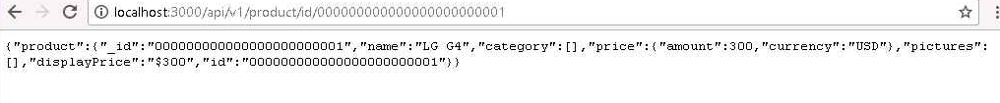 localhost:3000/api/v1/product/id/000000000000000000000001
{"product":{"_id":"000000000000000000000001","name":"LG G4","category":[],"price":{"amount":300,"currency":"USD"},"pictures":
[],"displayPrice":"$300","id":"000000000000000000000001"}}